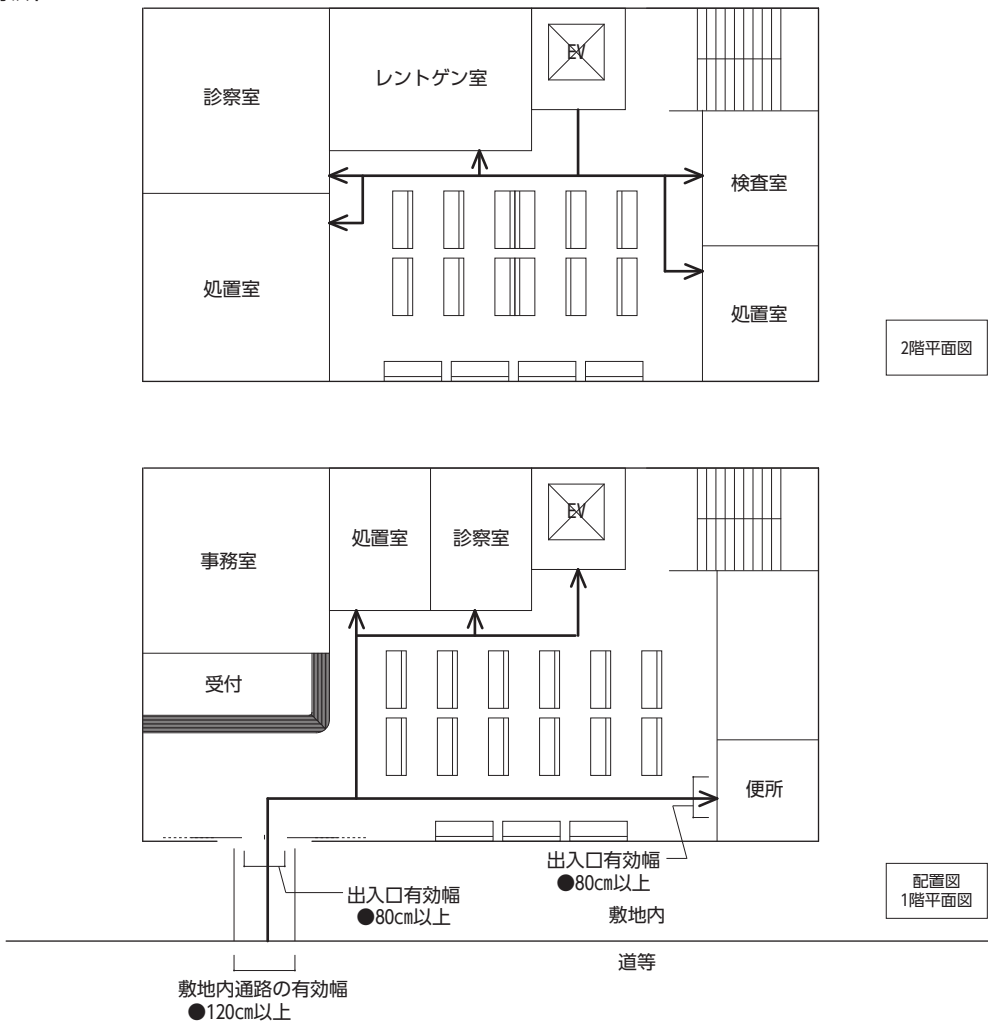 診察室
レントゲン室
EV
検査室
処置室
処置室
2階平面図
事務室
処置室
診察室
EV
受付
便所
出入口有効幅
●80cm以上
出入口有効幅
●80cm以上
敷地内
配置図
1階平面図
道等
敷地内通路の有効幅
●120cm以上